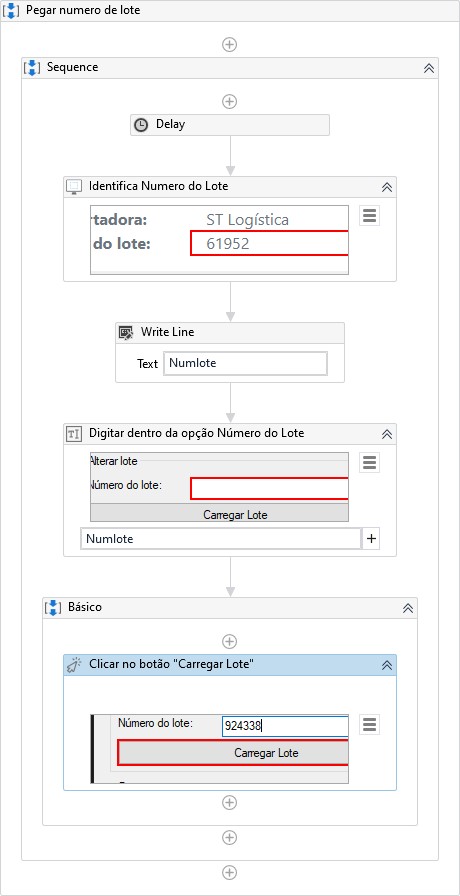 Pegar numero de lote
Sequence
Delay
Identifica Numero do Lote
rtadora: ST Logística
do lote: 61952
Write Line
Text Numlote
Digitar dentro da opção Número do Lote
Alterar lote
Número do lote:
Carregar Lote
Numlote
Básico
Clicar no botão "Carregar Lote"
Número do lote: 924338
Carregar Lote